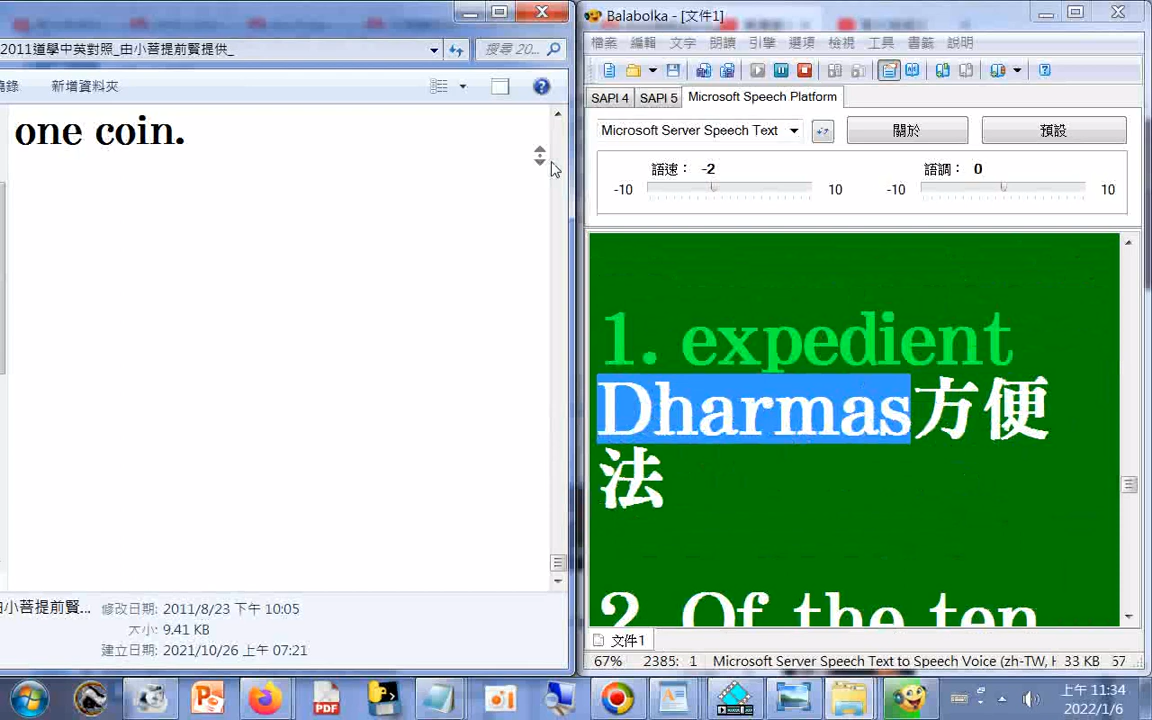 2011道學中英對照_由小菩提前賢提供_
搜尋 20...
新增資料夾
one coin.
修改日期: 2011/8/23 下午 10:05
大小: 9.41 KB
建立日期: 2021/10/26 上午 07:21
Balabolka - [文件1]
檔案 編輯 文字 朗讀 引擎 選項 檢視 工具 書籤 說明
SAPI 4 SAPI 5 Microsoft Speech Platform
Microsoft Server Speech Text 關於 預設
語速: -2 語調: 0
-10 10 -10 10
1. expedient
Dharmas方便
法
2. Of the ten
文件1
67% 2385: 1 Microsoft Server Speech Text to Speech Voice (zh-TW, H 33 KB 57
PDF
上午 11:34
2022/1/6